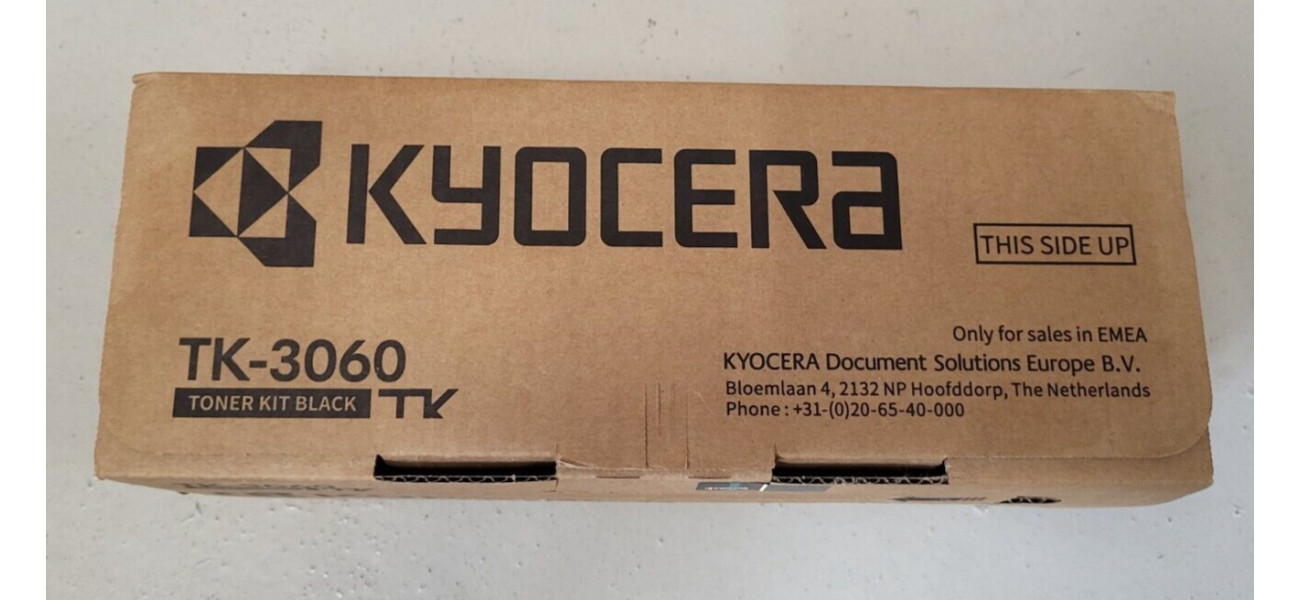 KYOCERA
THIS SIDE UP
TK-3060
TONER KIT BLACK TK
Only for sales in EMEA
KYOCERA Document Solutions Europe B.V.
Bloemlaan 4, 2132 NP Hoofddorp, The Netherlands
Phone : +31-(0)20-65-40-000